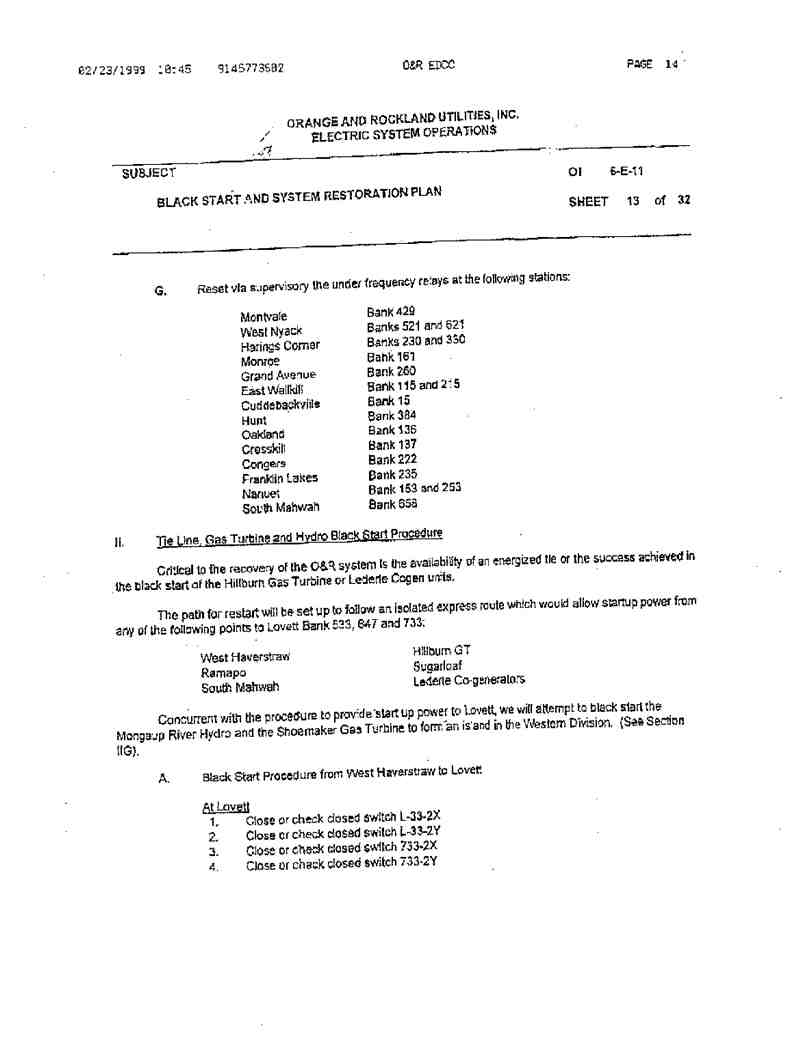 02/23/1999 10:45 9145773602 O&R EDCC PAGE 14
ORANGE AND ROCKLAND UTILITIES, INC.
ELECTRIC SYSTEM OPERATIONS
SUBJECT OI 6-E-11
BLACK START AND SYSTEM RESTORATION PLAN SHEET 13 of 32
G. Reset via supervisory the under frequency relays at the following stations:
Montvale Bank 429
West Nyack Banks 521 and 621
Harings Corner Banks 230 and 330
Monroe Bank 161
Grand Avenue Bank 260
East Wallkill Bank 115 and 215
Cuddebackville Bank 15
Hunt Bank 384
Oakland Bank 136
Cresskill Bank 137
Congers Bank 222
Franklin Lakes Bank 235
Nanuet Bank 153 and 253
South Mahwah Bank 658
II. Tie Line, Gas Turbine and Hydro Black Start Procedure
Critical to the recovery of the O&R system is the availability of an energized tie or the success achieved in
the black start of the Hillburn Gas Turbine or Lederle Cogen units.
The path for restart will be set up to follow an isolated express route which would allow startup power from
any of the following points to Lovett Bank 533, 647 and 733:
West Haverstraw Hillburn GT
Ramapo Sugarloaf
South Mahwah Lederle Co-generators
Concurrent with the procedure to provide start up power to Lovett, we will attempt to black start the
Mongaup River Hydro and the Shoemaker Gas Turbine to form an island in the Western Division. (See Section
IIG).
A. Black Start Procedure from West Haverstraw to Lovett
At Lovett
1. Close or check closed switch L-33-2X
2. Close or check closed switch L-33-2Y
3. Close or check closed switch 733-2X
4. Close or check closed switch 733-2Y